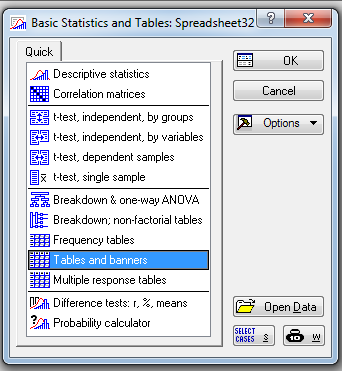 Basic Statistics and Tables: Spreadsheet32
?
Quick
Descriptive statistics
Correlation matrices
t-test, independent, by groups
t-test, independent, by variables
t-test, dependent samples
t-test, single sample
Breakdown & one-way ANOVA
Breakdown; non-factorial tables
Frequency tables
Tables and banners
Multiple response tables
Difference tests: r, %, means
Probability calculator
OK
Cancel
Options
Open Data
SELECT
CASES S W